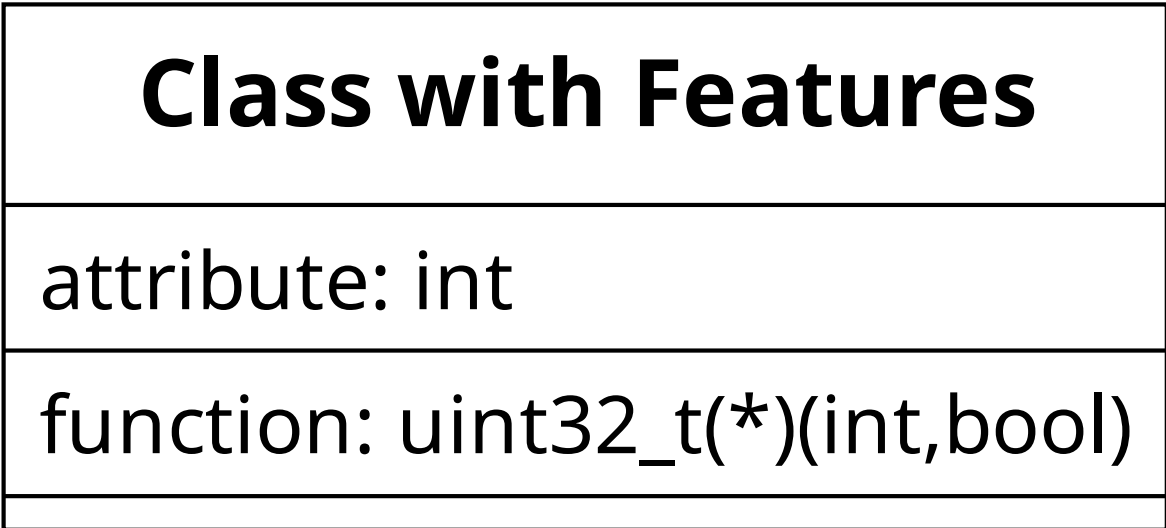 Class with Features
attribute: int
function: uint32_t(*)(int,bool)